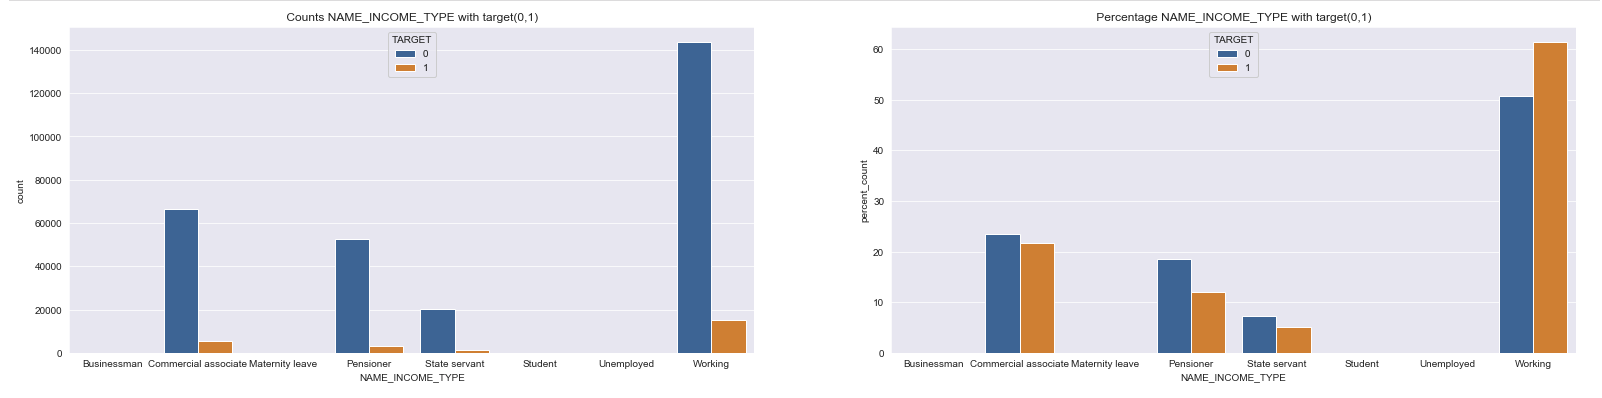 Counts NAME_INCOME_TYPE with target(0,1)
TARGET
0
1
140000
120000
100000
80000
60000
40000
20000
0
count
Businessman Commercial associate Maternity leave Pensioner State servant Student Unemployed Working
NAME_INCOME_TYPE
Percentage NAME_INCOME_TYPE with target(0,1)
TARGET
0
1
60
50
40
30
20
10
0
percent_count
Businessman Commercial associate Maternity leave Pensioner State servant Student Unemployed Working
NAME_INCOME_TYPE